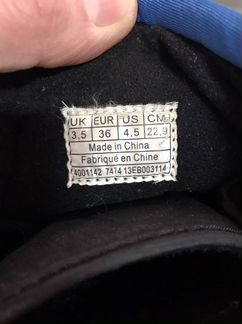 UK EUR US CM
3,5 36 4,5 22,9
Made in China
Fabriqué en Chine
4001142 7474 13EB003114